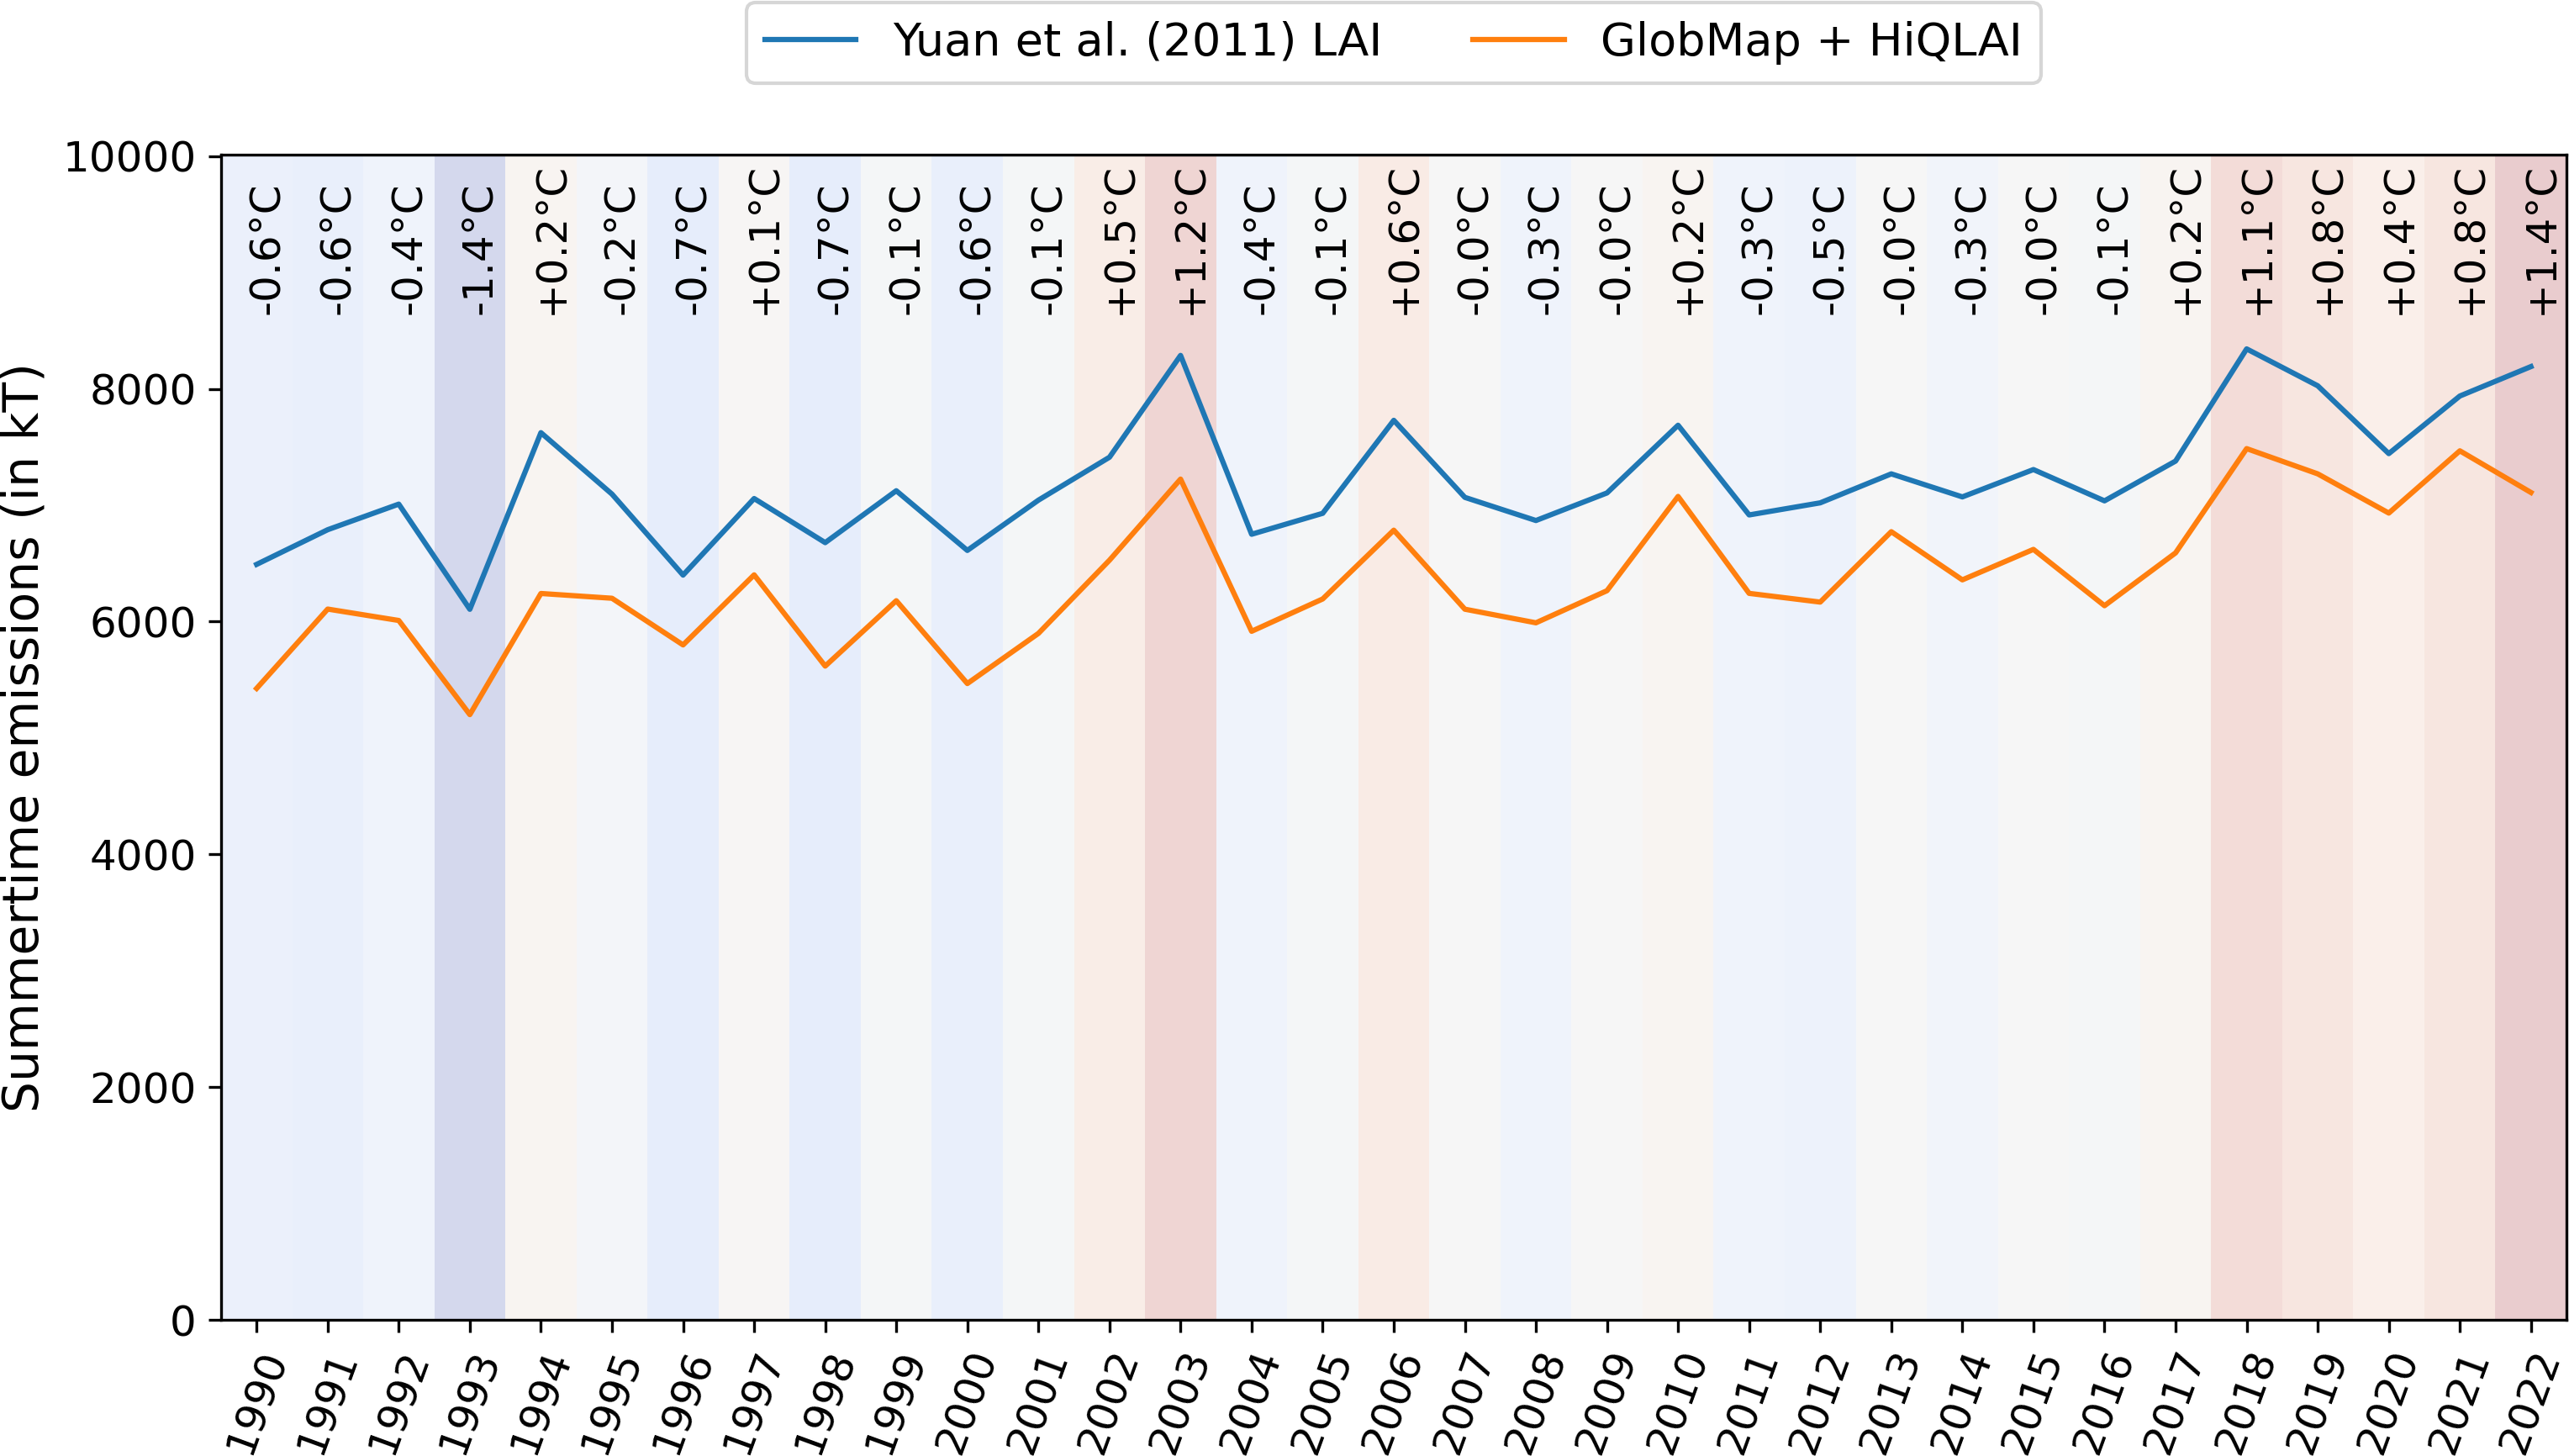 Yuan et al. (2011) LAI
GlobMap + HiQLAI
Summertime emissions (in kT)
10000
8000
6000
4000
2000
0
-0.6°C
-0.6°C
-0.4°C
-1.4°C
+0.2°C
-0.2°C
-0.7°C
+0.1°C
-0.7°C
-0.1°C
-0.6°C
-0.1°C
+0.5°C
+1.2°C
-0.4°C
-0.1°C
+0.6°C
-0.0°C
-0.3°C
-0.0°C
+0.2°C
-0.3°C
-0.5°C
-0.0°C
-0.3°C
-0.0°C
-0.1°C
+0.2°C
+1.1°C
+0.8°C
+0.4°C
+0.8°C
+1.4°C
1990
1991
1992
1993
1994
1995
1996
1997
1998
1999
2000
2001
2002
2003
2004
2005
2006
2007
2008
2009
2010
2011
2012
2013
2014
2015
2016
2017
2018
2019
2020
2021
2022